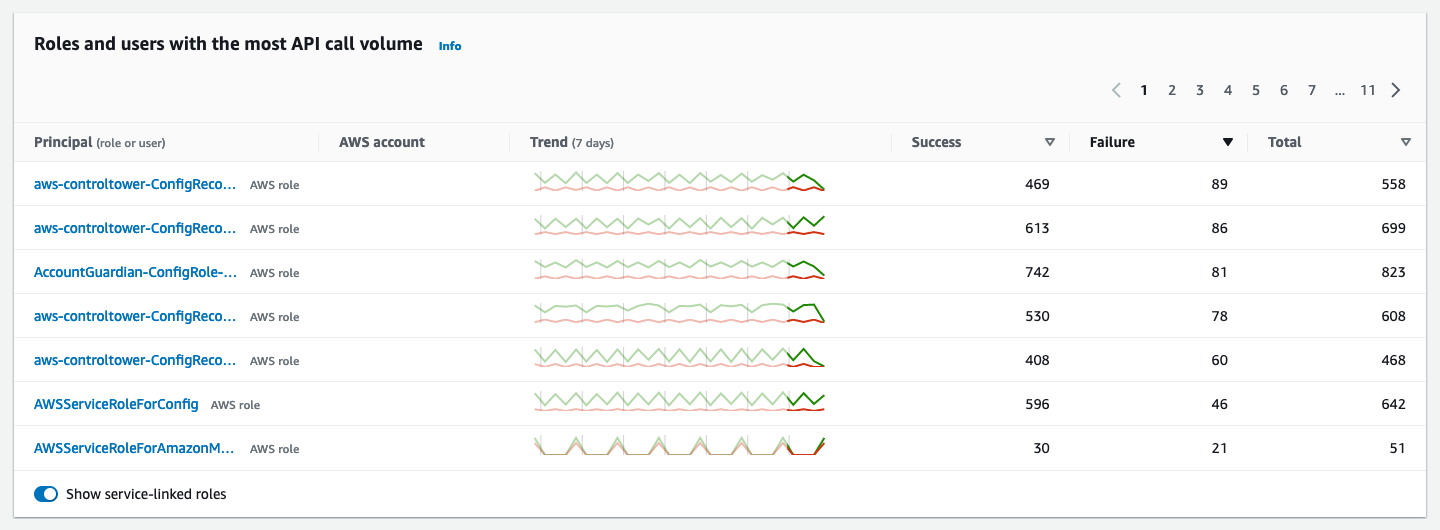 Roles and users with the most API call volume Info
1 2 3 4 5 6 7 ... 11
Principal (role or user) AWS account Trend (7 days) Success Failure Total
aws-controltower-ConfigReco... AWS role 469 89 558
aws-controltower-ConfigReco... AWS role 613 86 699
AccountGuardian-ConfigRole-... AWS role 742 81 823
aws-controltower-ConfigReco... AWS role 530 78 608
aws-controltower-ConfigReco... AWS role 408 60 468
AWSServiceRoleForConfig AWS role 596 46 642
AWSServiceRoleForAmazonM... AWS role 30 21 51
Show service-linked roles